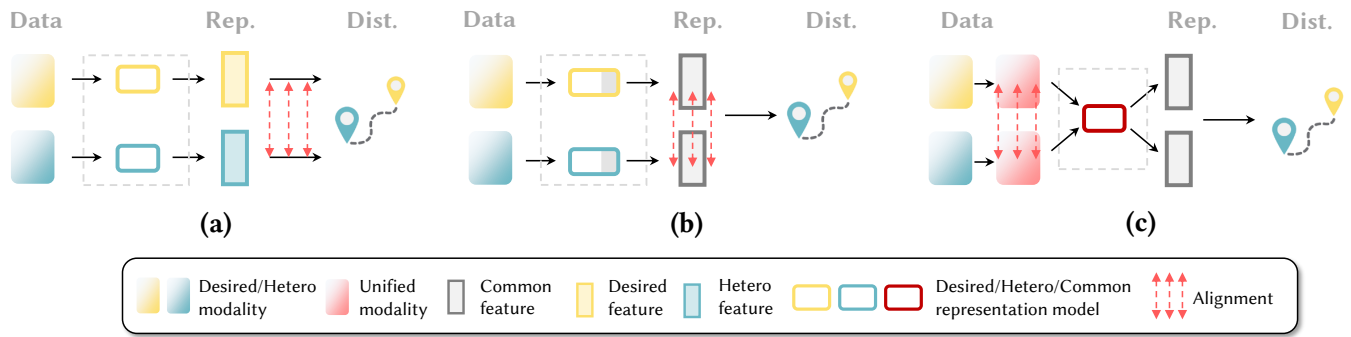 Data Rep. Dist.
(a)
Data Rep. Dist.
(b)
Data Rep. Dist.
(c)
Desired/Hetero
modality
Unified
modality
Common
feature
Desired
feature
Hetero
feature
Desired/Hetero/Common
representation model
Alignment